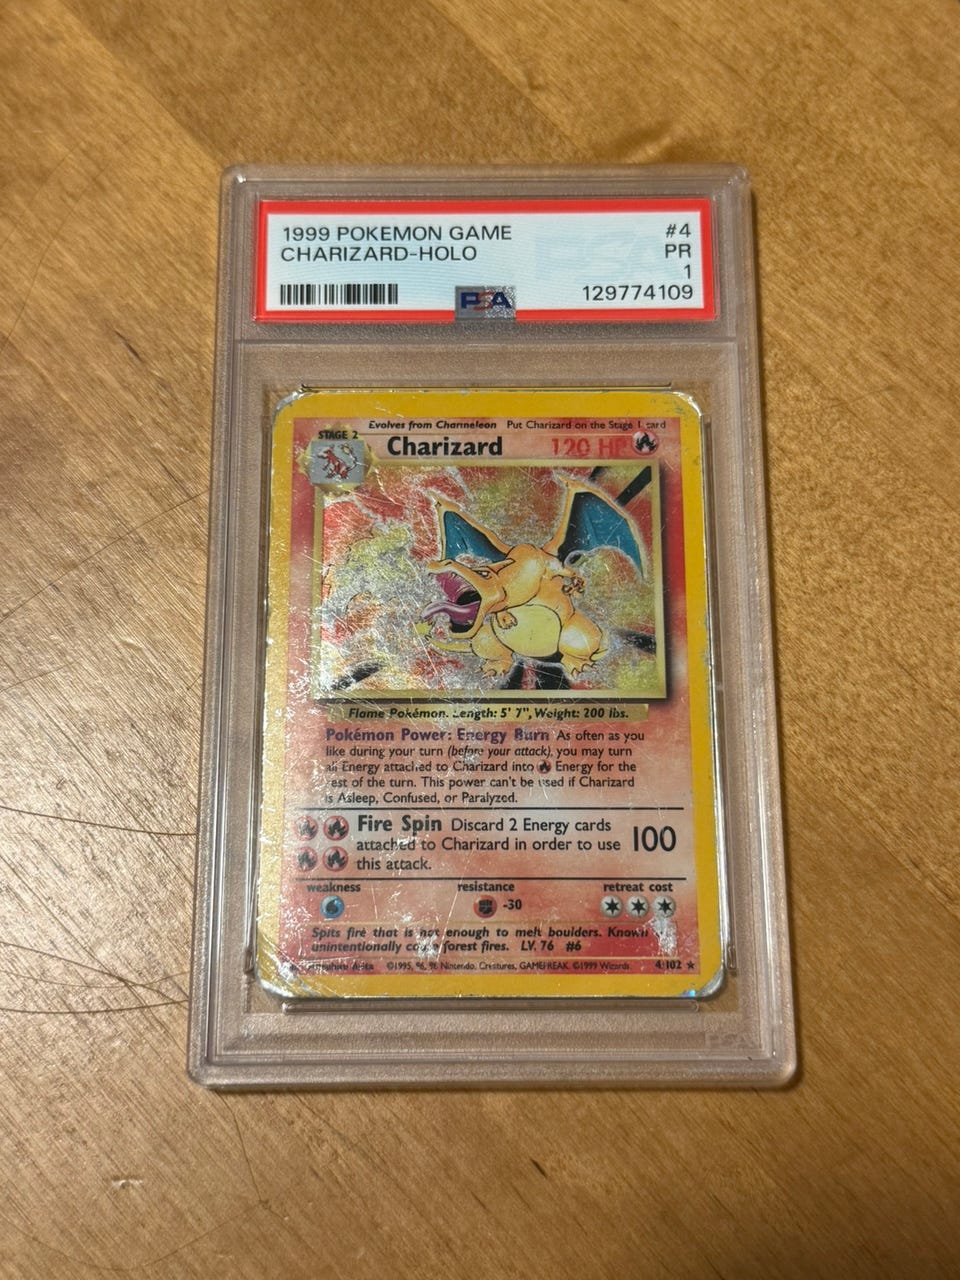 1999 POKEMON GAME #4
CHARIZARD-HOLO PR
1
129774109
PSA
Evolves from Charmeleon Put Charizard on the Stage 1 card
STAGE 2
Charizard 120 HP
Flame Pokémon. Length: 5' 7", Weight: 200 lbs.
Pokémon Power: Energy Burn As often as you
like during your turn (before your attack), you may turn
all Energy attached to Charizard into Energy for the
rest of the turn. This power can't be used if Charizard
is Asleep, Confused, or Paralyzed.
Fire Spin Discard 2 Energy cards 100
attached to Charizard in order to use
this attack.
weakness resistance retreat cost
-30
Spits fire that is hot enough to melt boulders. Known
unintentionally cause forest fires. LV. 76 #6
©1995, 96, 98 Nintendo, Creatures, GAMEFREAK. ©1999 Wizards. 4/102 ★
PSA